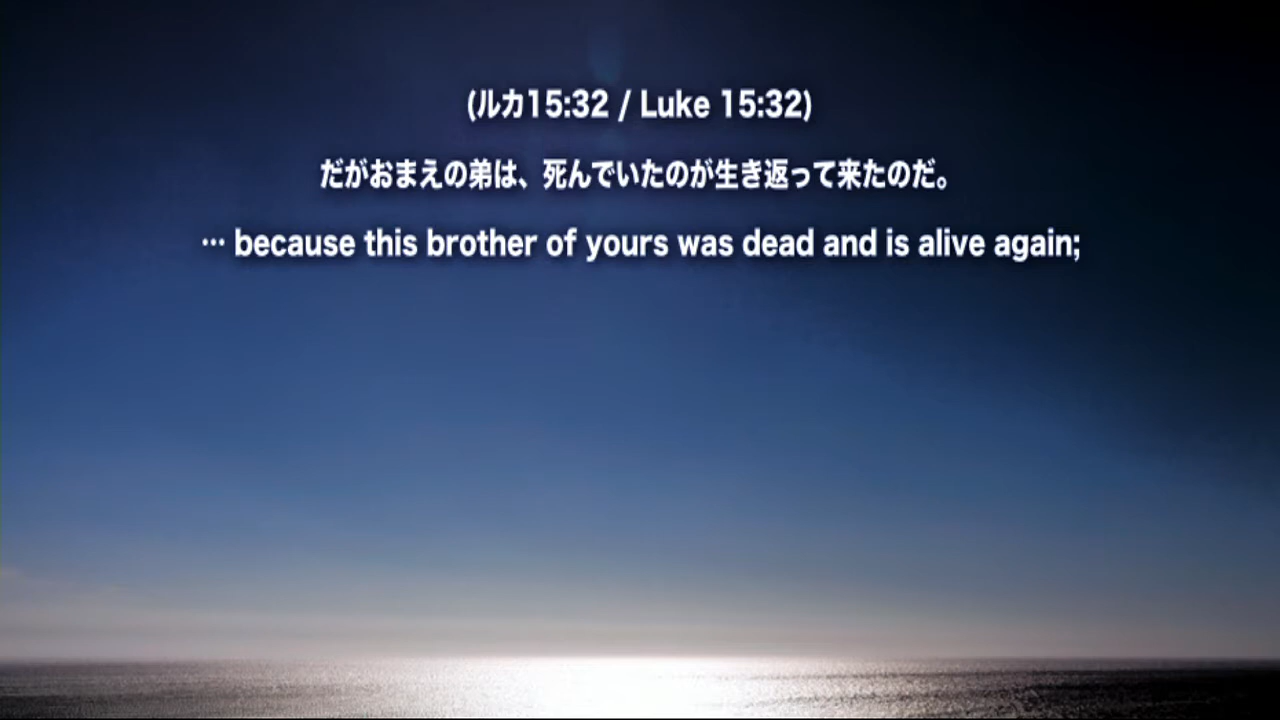 (ルカ15:32 / Luke 15:32)
だがおまえの弟は、死んでいたのが生き返って来たのだ。
… because this brother of yours was dead and is alive again;